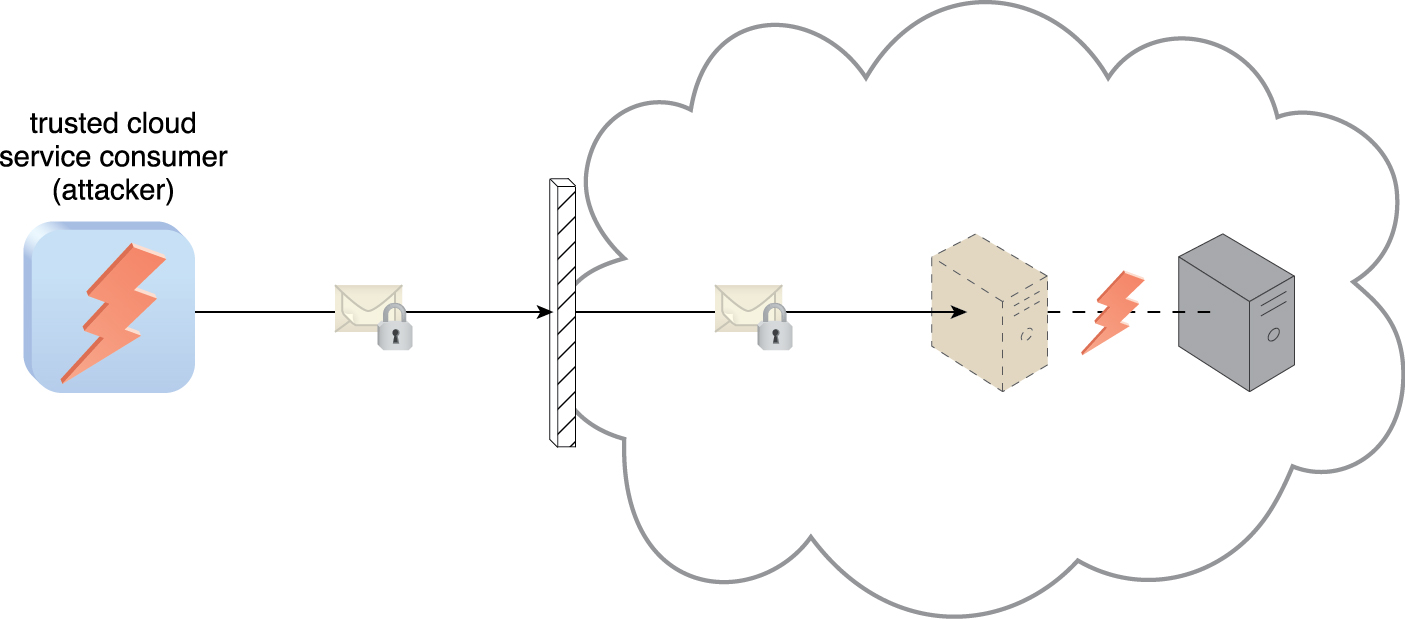 trusted cloud
service consumer
(attacker)